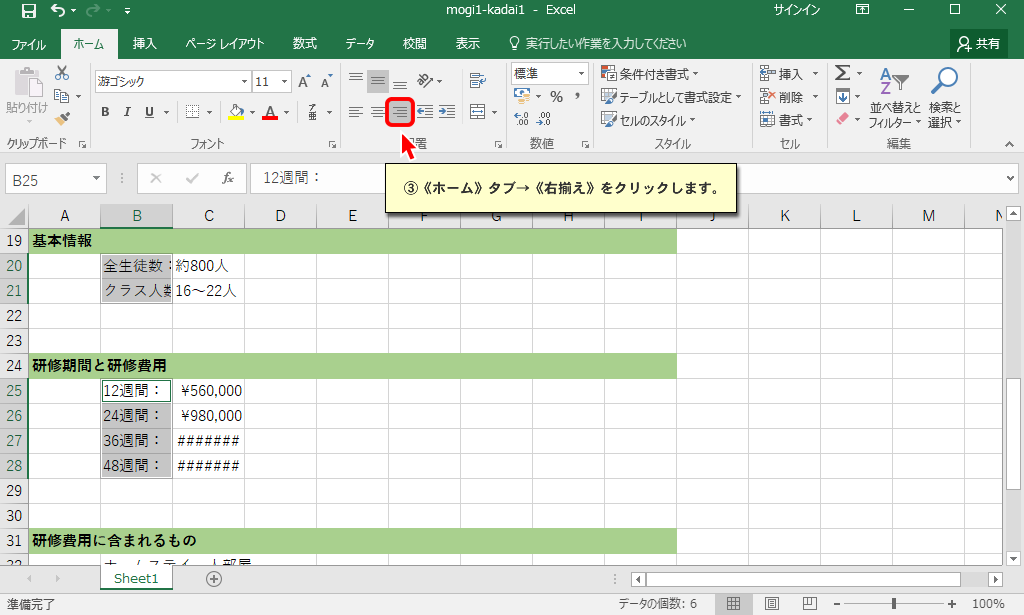 mogi1-kadai1 - Excel
サインイン
ファイル ホーム 挿入 ページ レイアウト 数式 データ 校閲 表示 実行したい作業を入力してください 共有
貼り付け
游ゴシック 11
B I U
A A
標準
% ,
条件付き書式
テーブルとして書式設定
セルのスタイル
挿入
削除
書式
並べ替えと
フィルター
検索と
選択
クリップボード フォント 配置 数値 スタイル セル 編集
③《ホーム》タブ→《右揃え》をクリックします。
B25 fx 12週間：
A B C D E F G H I J K L M N
19 基本情報
20 全生徒数： 約800人
21 クラス人数 16～22人
22
23
24 研修期間と研修費用
25 12週間： ¥560,000
26 24週間： ¥980,000
27 36週間： #######
28 48週間： #######
29
30
31 研修費用に含まれるもの
Sheet1
準備完了 データの個数: 6 100%